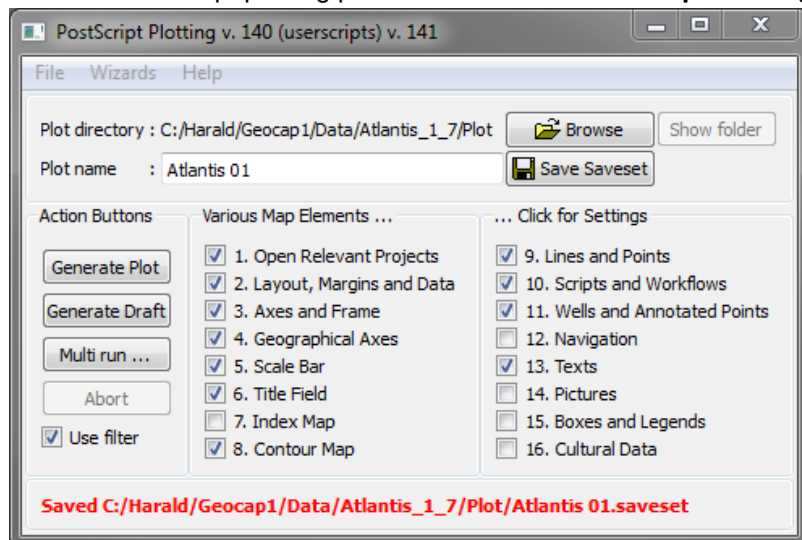 PostScript Plotting v. 140 (userscripts) v. 141
File Wizards Help
Plot directory : C:/Harald/Geocap1/Data/Atlantis_1_7/Plot Browse Show folder
Plot name : Atlantis 01 Save Saveset
Action Buttons Various Map Elements ... ... Click for Settings
Generate Plot
Generate Draft
Multi run ...
Abort
Use filter
1. Open Relevant Projects
2. Layout, Margins and Data
3. Axes and Frame
4. Geographical Axes
5. Scale Bar
6. Title Field
7. Index Map
8. Contour Map
9. Lines and Points
10. Scripts and Workflows
11. Wells and Annotated Points
12. Navigation
13. Texts
14. Pictures
15. Boxes and Legends
16. Cultural Data
Saved C:/Harald/Geocap1/Data/Atlantis_1_7/Plot/Atlantis 01.saveset